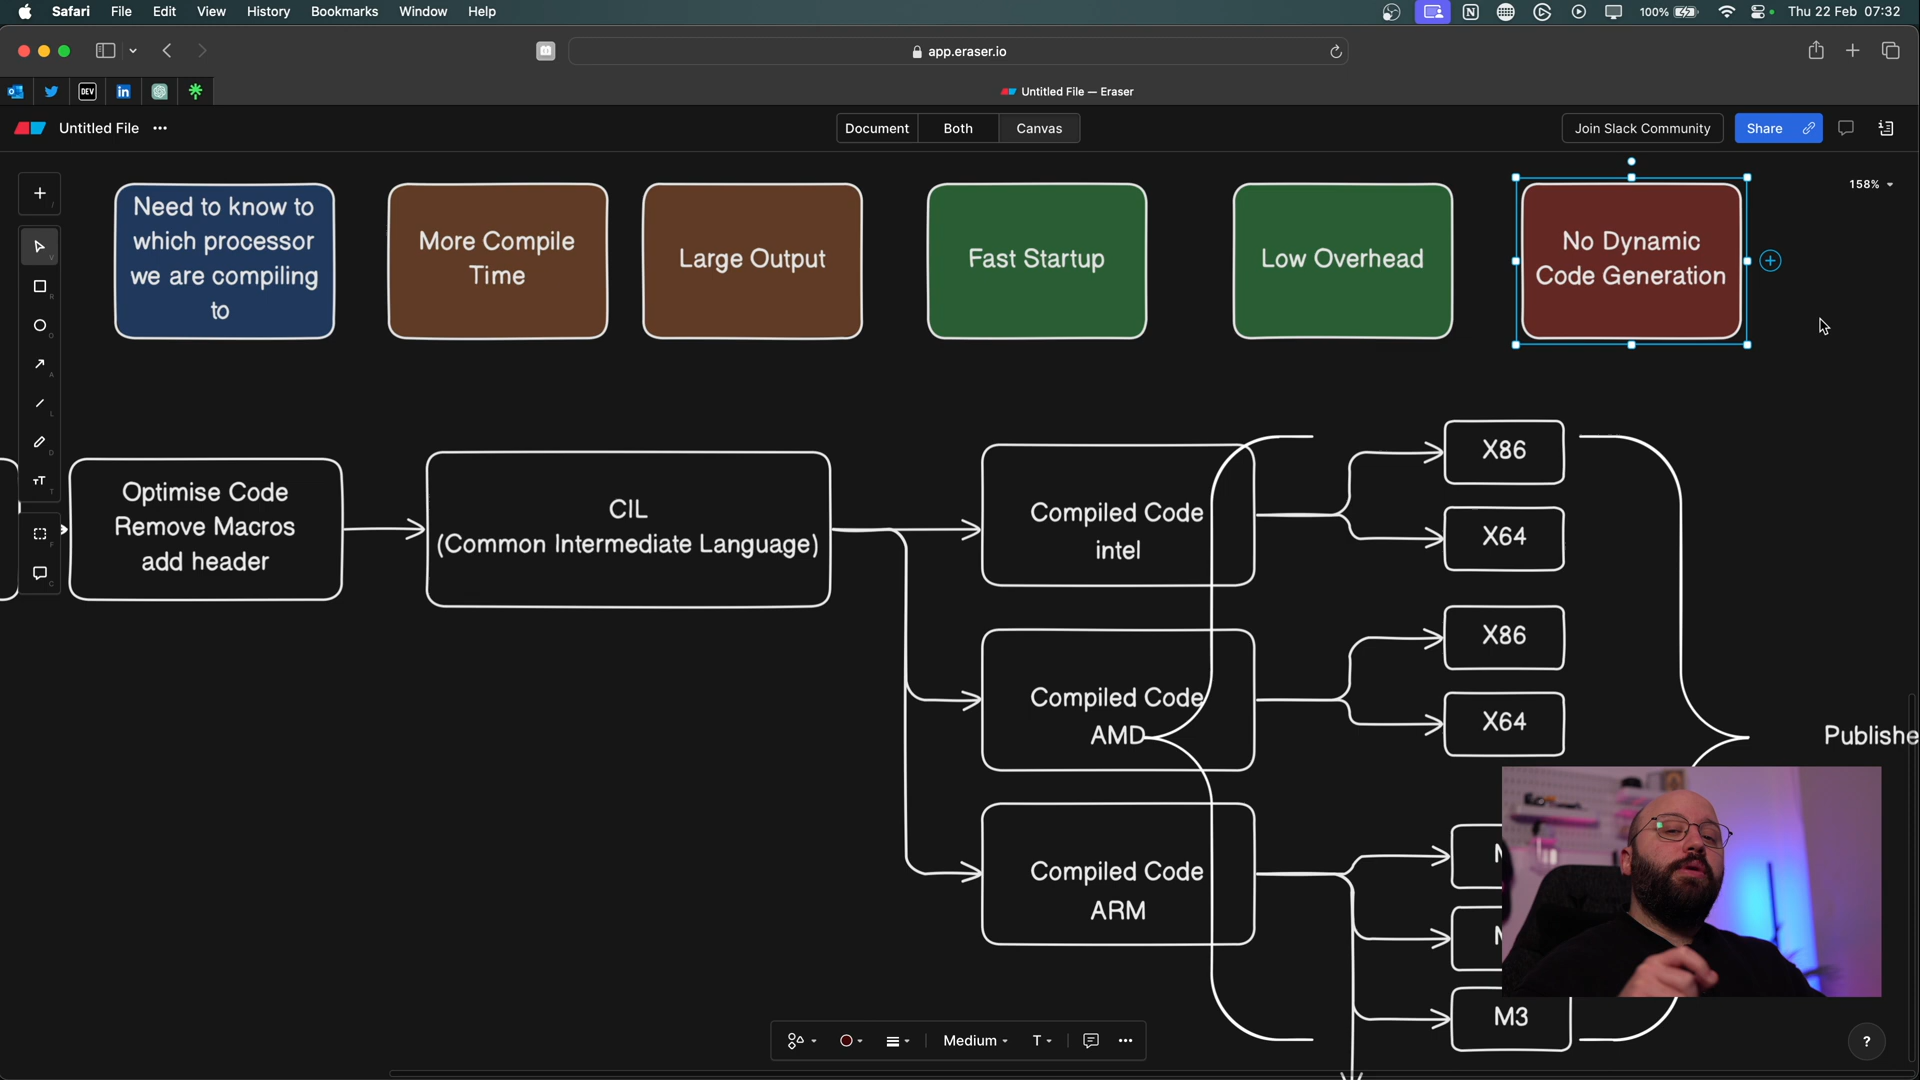 Safari File Edit View History Bookmarks Window Help
100% Thu 22 Feb 07:32
app.eraser.io
DEV
Untitled File — Eraser
Untitled File
Document Both Canvas
Join Slack Community
Share
158%
Need to know to
which processor
we are compiling
to
More Compile
Time
Large Output
Fast Startup
Low Overhead
No Dynamic
Code Generation
Optimise Code
Remove Macros
add header
CIL
(Common Intermediate Language)
Compiled Code
intel
X86
X64
Compiled Code
AMD
X86
X64
Publishe
Compiled Code
ARM
M3
Medium
T
?